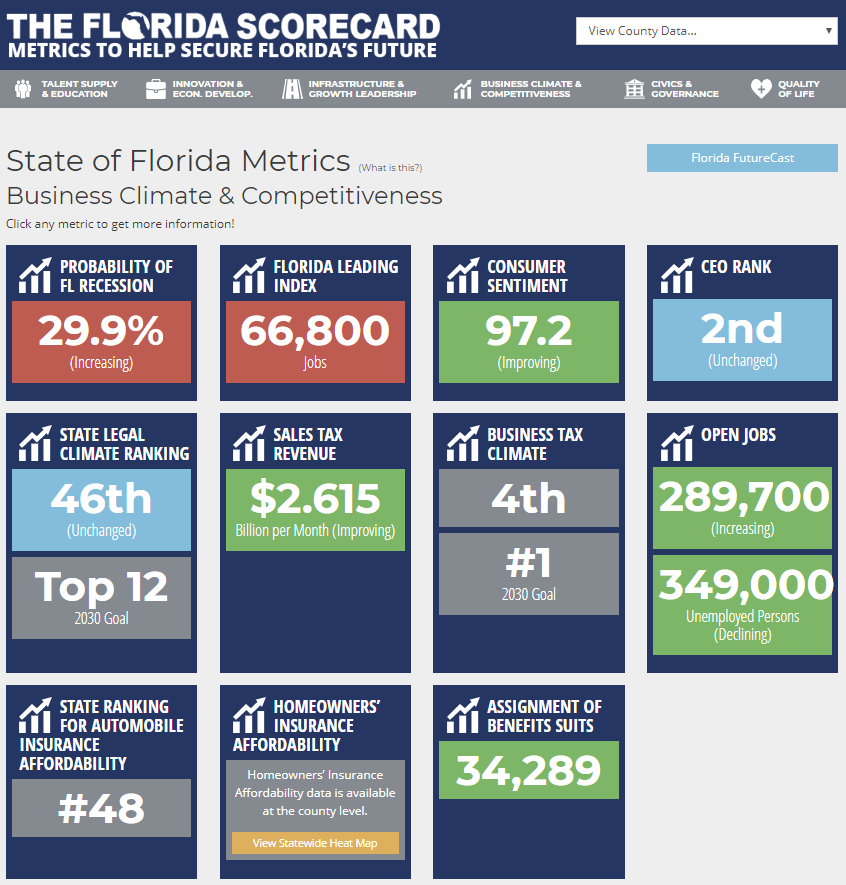 THE FLORIDA SCORECARD
METRICS TO HELP SECURE FLORIDA'S FUTURE
View County Data...
TALENT SUPPLY
& EDUCATION
INNOVATION &
ECON. DEVELOP.
INFRASTRUCTURE &
GROWTH LEADERSHIP
BUSINESS CLIMATE &
COMPETITIVENESS
CIVICS &
GOVERNANCE
QUALITY
OF LIFE
State of Florida Metrics (What is this?)
Florida FutureCast
Business Climate & Competitiveness
Click any metric to get more information!
PROBABILITY OF
FL RECESSION
29.9%
(Increasing)
FLORIDA LEADING
INDEX
66,800
Jobs
CONSUMER
SENTIMENT
97.2
(Improving)
CEO RANK
2nd
(Unchanged)
STATE LEGAL
CLIMATE RANKING
46th
(Unchanged)
Top 12
2030 Goal
SALES TAX
REVENUE
$2.615
Billion per Month (Improving)
BUSINESS TAX
CLIMATE
4th
#1
2030 Goal
OPEN JOBS
289,700
(Increasing)
349,000
Unemployed Persons
(Declining)
STATE RANKING
FOR AUTOMOBILE
INSURANCE
AFFORDABILITY
#48
HOMEOWNERS'
INSURANCE
AFFORDABILITY
Homeowners' Insurance
Affordability data is available
at the county level.
View Statewide Heat Map
ASSIGNMENT OF
BENEFITS SUITS
34,289